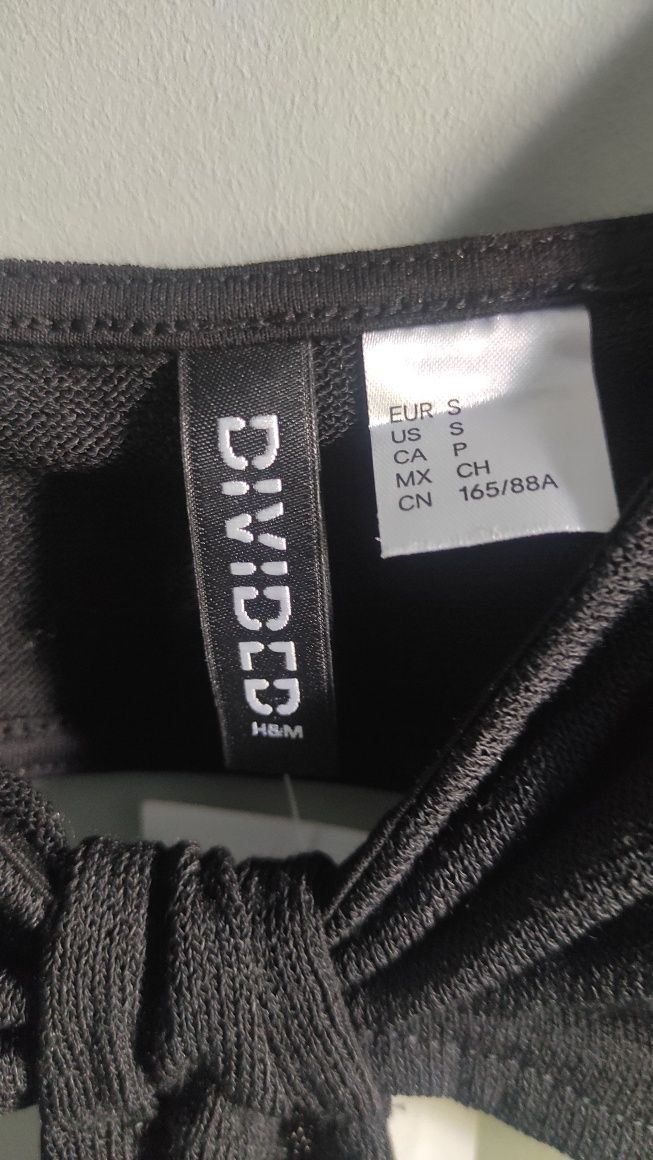 DIVIDED
H&M
EUR S
US S
CA P
MX CH
CN 165/88A